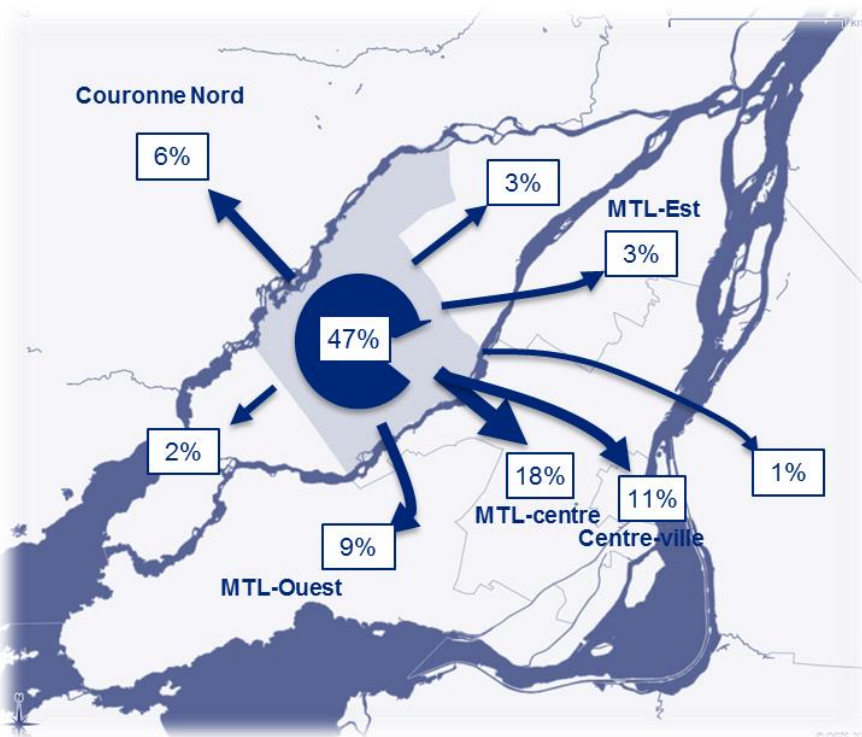 km
Couronne Nord
6%
3%
MTL-Est
3%
47%
2%
18%
MTL-centre
11%
Centre-ville
1%
9%
MTL-Ouest
N